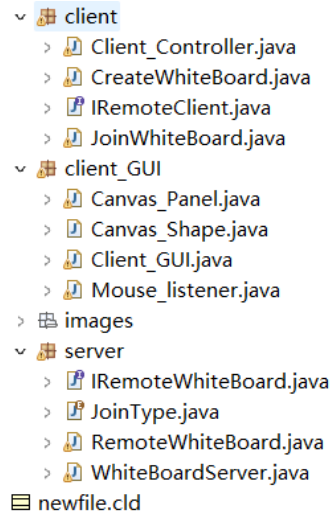 client
Client_Controller.java
CreateWhiteBoard.java
IRemoteClient.java
JoinWhiteBoard.java
client_GUI
Canvas_Panel.java
Canvas_Shape.java
Client_GUI.java
Mouse_listener.java
images
server
IRemoteWhiteBoard.java
JoinType.java
RemoteWhiteBoard.java
WhiteBoardServer.java
newfile.cld